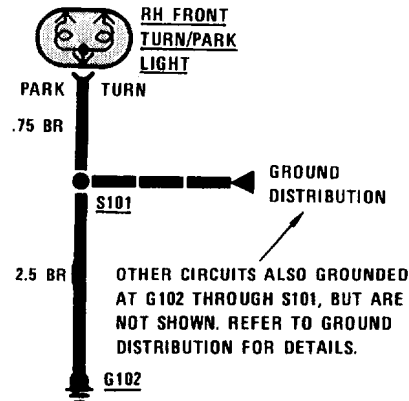 RH FRONT
TURN/PARK
LIGHT
PARK TURN
.75 BR
GROUND
DISTRIBUTION
S101
2.5 BR
OTHER CIRCUITS ALSO GROUNDED
AT G102 THROUGH S101, BUT ARE
NOT SHOWN. REFER TO GROUND
DISTRIBUTION FOR DETAILS.
G102